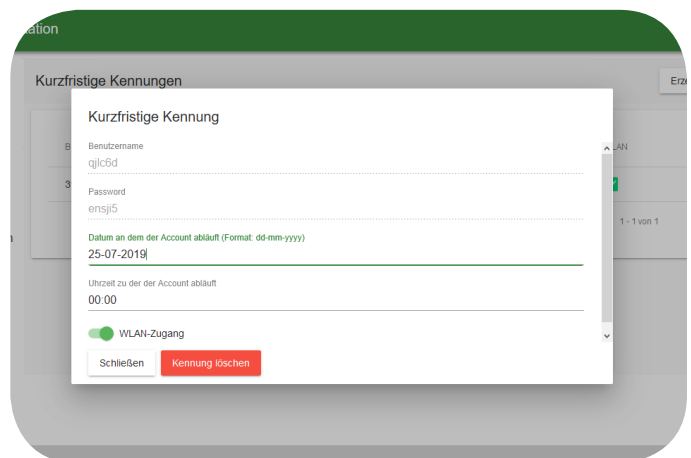 ation
Kurzfristige Kennungen
Erze
Kurzfristige Kennung
B
Benutzername
LAN
qjlc6d
3
Password
ensji5
1 - 1 von 1
Datum an dem der Account abläuft (Format: dd-mm-yyyy)
25-07-2019
Uhrzeit zu der der Account abläuft
00:00
WLAN-Zugang
Schließen
Kennung löschen